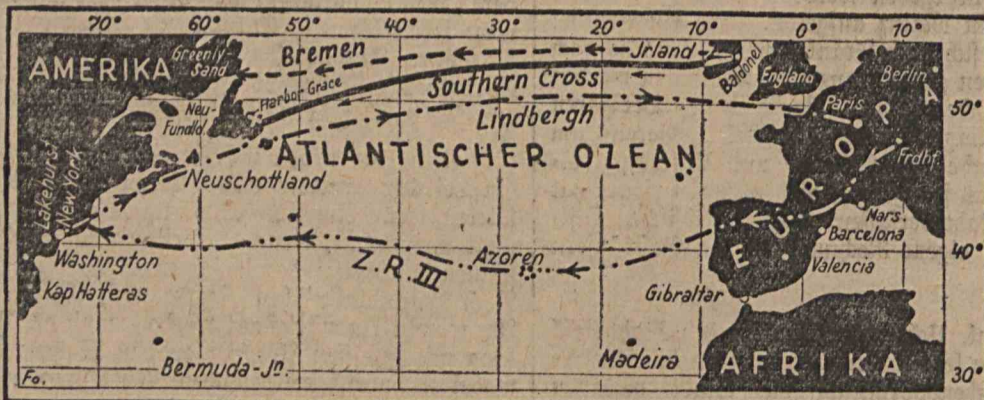 70° 60° 50° 40° 30° 20° 10° 0° 10°
AMERIKA
Greenly-
Sand
Bremen
Jrland
Baldonnel
England
Berlin
Harbor Grace
Southern Cross
Neu-
Fundld.
Lindbergh
Paris
50°
ATLANTISCHER OZEAN
EUROPA
Frdhf.
Lakehurst
New York
Neuschottland
Mars.
Barcelona
40°
Washington
Z.R.III
Azoren
Valencia
Kap Hatteras
Gibraltar
Bermuda-Jn.
Madeira
AFRIKA
Fo.
30°